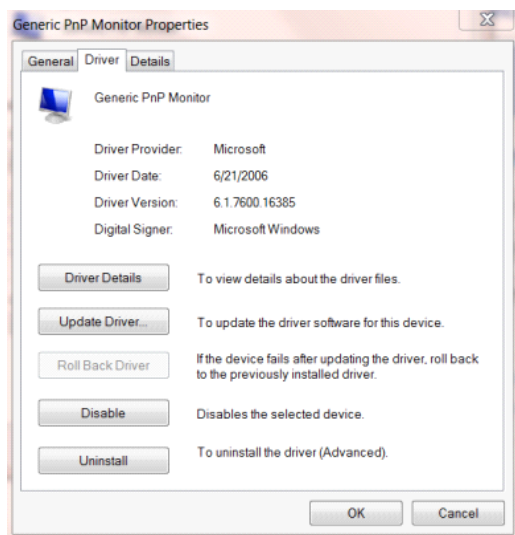 Generic PnP Monitor Properties
General Driver Details
Generic PnP Monitor
Driver Provider: Microsoft
Driver Date: 6/21/2006
Driver Version: 6.1.7600.16385
Digital Signer: Microsoft Windows
Driver Details To view details about the driver files.
Update Driver... To update the driver software for this device.
Roll Back Driver If the device fails after updating the driver, roll back
to the previously installed driver.
Disable Disables the selected device.
Uninstall To uninstall the driver (Advanced).
OK Cancel